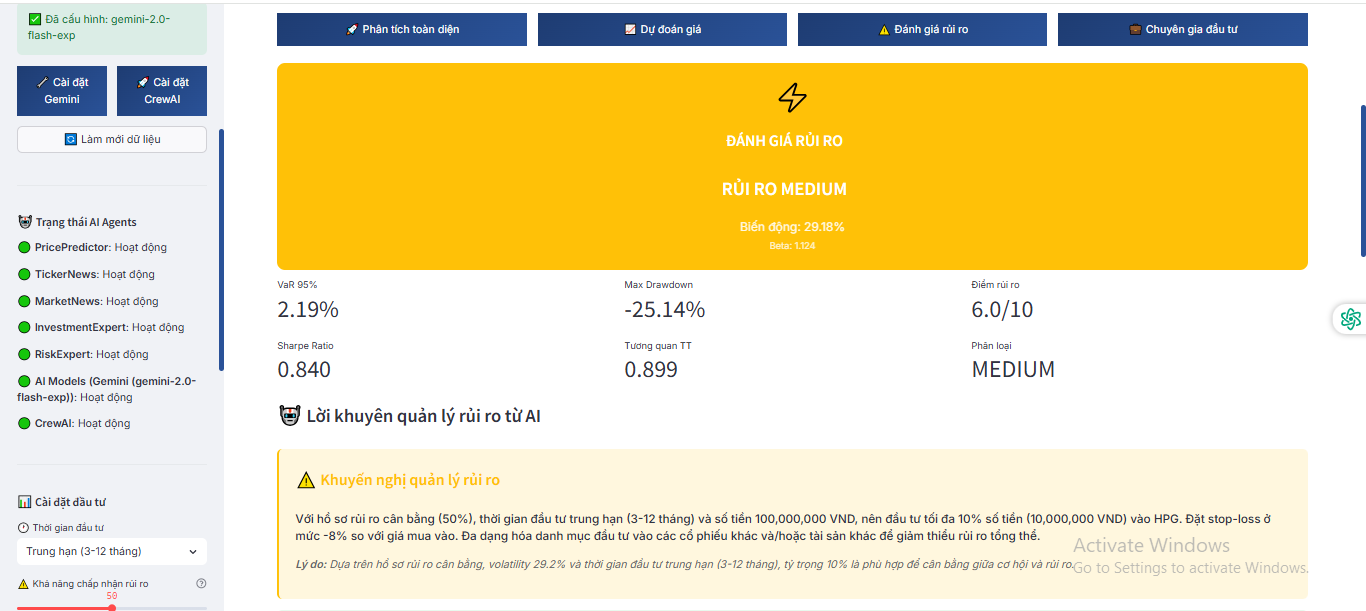 Đã cấu hình: gemini-2.0-
flash-exp
Cài đặt
Gemini
Cài đặt
CrewAI
Làm mới dữ liệu
Trạng thái AI Agents
PricePredictor: Hoạt động
TickerNews: Hoạt động
MarketNews: Hoạt động
InvestmentExpert: Hoạt động
RiskExpert: Hoạt động
AI Models (Gemini (gemini-2.0-
flash-exp)): Hoạt động
CrewAI: Hoạt động
Cài đặt đầu tư
Thời gian đầu tư
Trung hạn (3-12 tháng)
Khả năng chấp nhận rủi ro
50
Phân tích toàn diện
Dự đoán giá
Đánh giá rủi ro
Chuyên gia đầu tư
ĐÁNH GIÁ RỦI RO
RỦI RO MEDIUM
Biến động: 29.18%
Beta: 1.124
VaR 95%
2.19%
Max Drawdown
-25.14%
Điểm rủi ro
6.0/10
Sharpe Ratio
0.840
Tương quan TT
0.899
Phân loại
MEDIUM
Lời khuyên quản lý rủi ro từ AI
Khuyến nghị quản lý rủi ro
Với hồ sơ rủi ro cân bằng (50%), thời gian đầu tư trung hạn (3-12 tháng) và số tiền 100,000,000 VND, nên đầu tư tối đa 10% số tiền (10,000,000 VND) vào HPG. Đặt stop-loss ở
mức -8% so với giá mua vào. Đa dạng hóa danh mục đầu tư vào các cổ phiếu khác và/hoặc tài sản khác để giảm thiểu rủi ro tổng thể.
Lý do: Dựa trên hồ sơ rủi ro cân bằng, volatility 29.2% và thời gian đầu tư trung hạn (3-12 tháng), tỷ trọng 10% là phù hợp để cân bằng giữa cơ hội và rủi ro.
Activate Windows
Go to Settings to activate Windows.